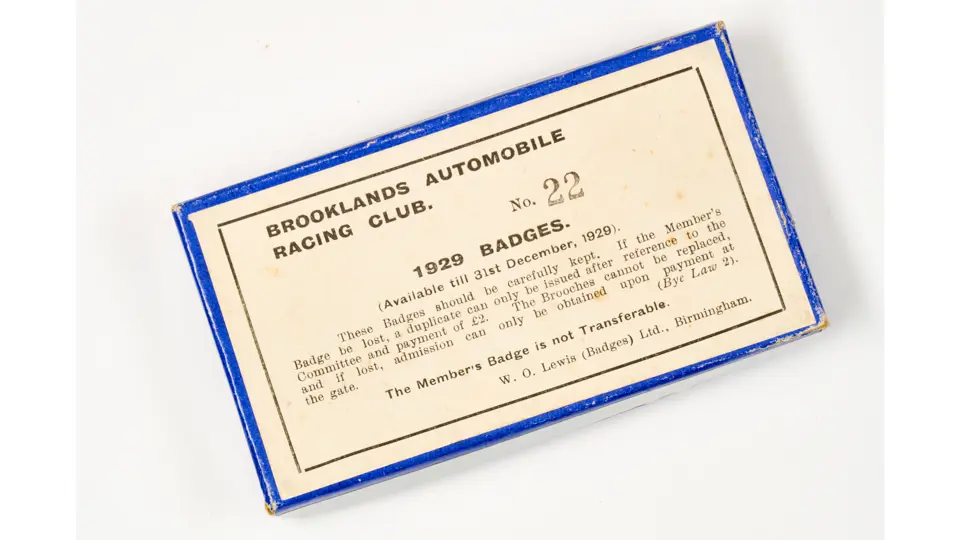 BROOKLANDS AUTOMOBILE
RACING CLUB.
No. 22
1929 BADGES.
(Available till 31st December, 1929).
These Badges should be carefully kept. If the Member's
Badge be lost, a duplicate can only be issued after reference to the
Committee and payment of £2. The Brooches cannot be replaced,
and if lost, admission can only be obtained upon payment at
the gate. (Bye Law 2).
The Member's Badge is not Transferable.
W. O. Lewis (Badges) Ltd., Birmingham.